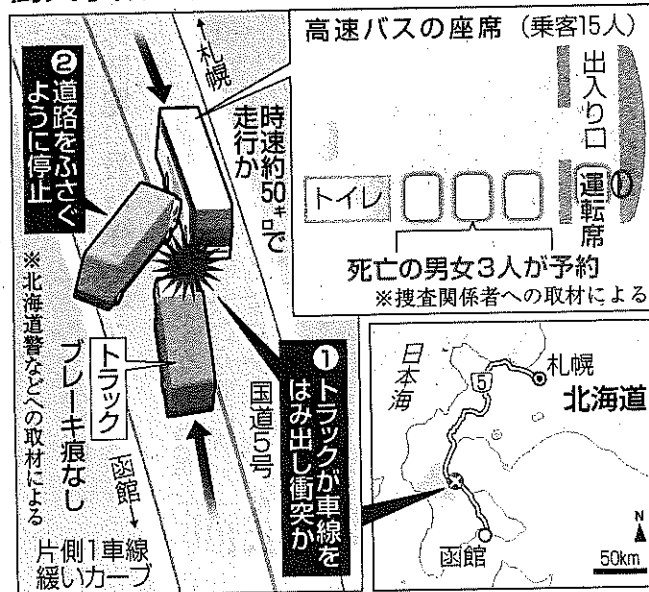 高速バスの座席（乗客15人）
出入り口
運転席
トイレ
死亡の男女3人が予約
※捜査関係者への取材による
←札幌
時速約50㌔で
走行か
❷道路をふさぐ
ように停止
❶トラックが車線を
はみ出し衝突か
国道5号
トラック
ブレーキ痕なし
※北海道警などへの取材による
函館→
片側1車線
緩いカーブ
日本海
札幌
5
北海道
函館
N
50km